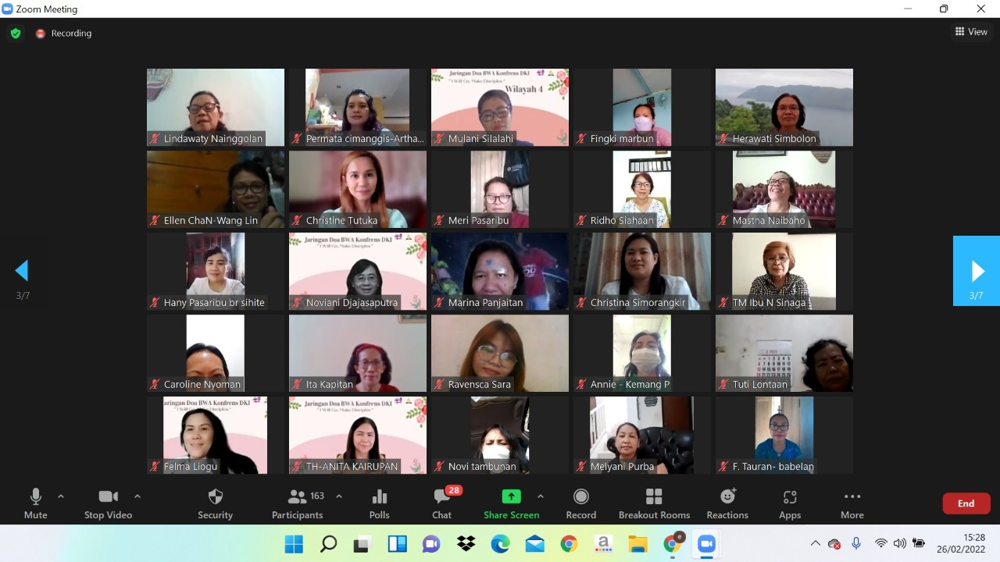 Zoom Meeting
Recording
View
Lindawaty Nainggolan
Permata cimanggis-Artha...
Jaringan Doa BWA Konfrens DKI
"I Will Go, Make Disciples"
Wilayah 4
Mulani Silalahi
Fingki marbun
Herawati Simbolon
Ellen ChaN-Wang Lin
Christine Tutuka
Meri Pasaribu
Ridho Siahaan
Mastha Naibaho
Hany Pasaribu br sihite
Jaringan Doa BWA Konfrens DKI
"I Will Go, Make Disciples"
Noviani Djajasaputra
Marina Panjaitan
Christina Simorangkir
TM Ibu N Sinaga
3/7
3/7
Caroline Nyoman
Ita Kapitan
Ravensca Sara
Annie - Kemang P
Tuti Lontaan
aringan Doa BWA Konfrens DKI
"I Will Go, Make Disciples"
Felma Liogu
Jaringan Doa BWA Konfrens DKI
"I Will Go, Make Disciples"
TH-ANITA KAIRUPAN
Novi tambunan
Melyani Purba
F. Tauran- babelan
163
28
Mute
Stop Video
Security
Participants
Polls
Chat
Share Screen
Record
Breakout Rooms
Reactions
Apps
More
End
a
e
15:28
26/02/2022